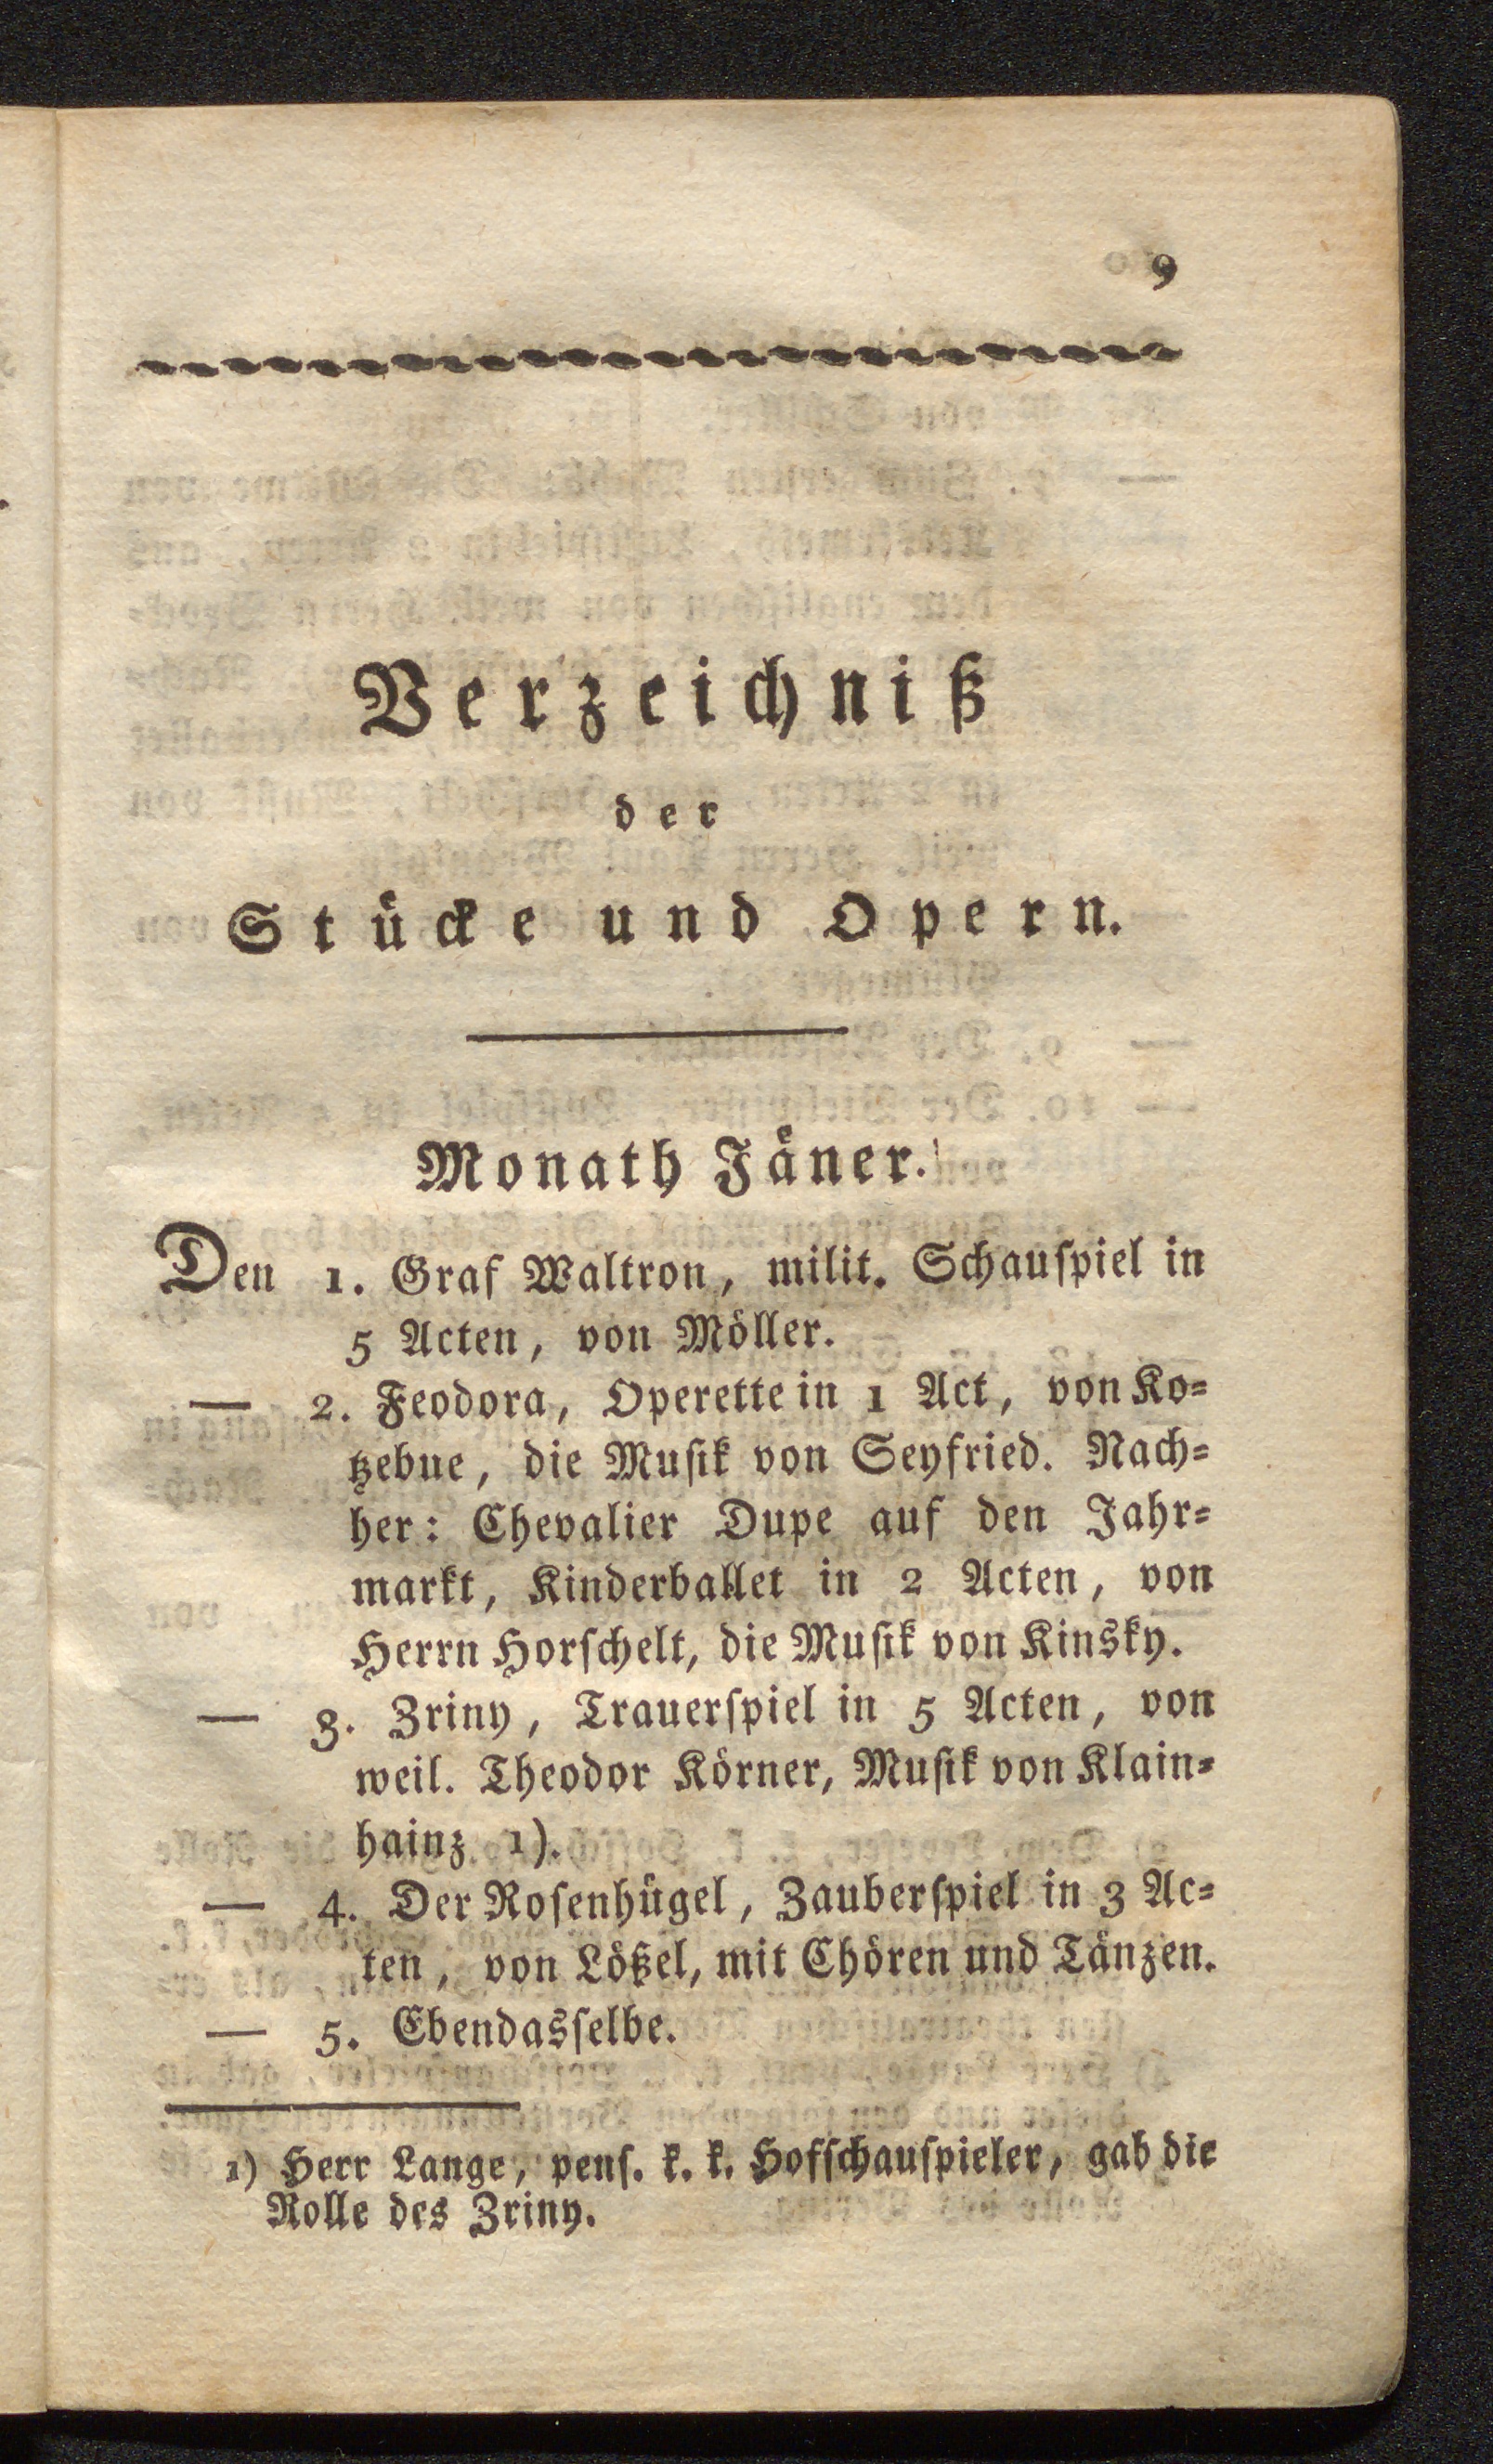 9
Verzeichniß
der
Stücke und Opern.
Monath Jäner.
Den 1. Graf Waltron, milit. Schauſpiel in
5 Acten, von Möller.
— 2. Feodora, Operette in 1 Act, von Ko-
tzebue, die Muſik von Seyfried. Nach-
her: Chevalier Dupe auf den Jahr-
markt, Kinderballet in 2 Acten, von
Herrn Horſchelt, die Muſik von Kinsky.
— 3. Zriny, Trauerſpiel in 5 Acten, von
weil. Theodor Körner, Muſik von Klain-
hainz 1).
— 4. Der Roſenhügel, Zauberſpiel in 3 Ac-
ten, von Lößel, mit Chören und Tänzen.
— 5. Ebendasſelbe.
1) Herr Lange, penſ. k. k. Hofſchauſpieler, gab die
Rolle des Zriny.